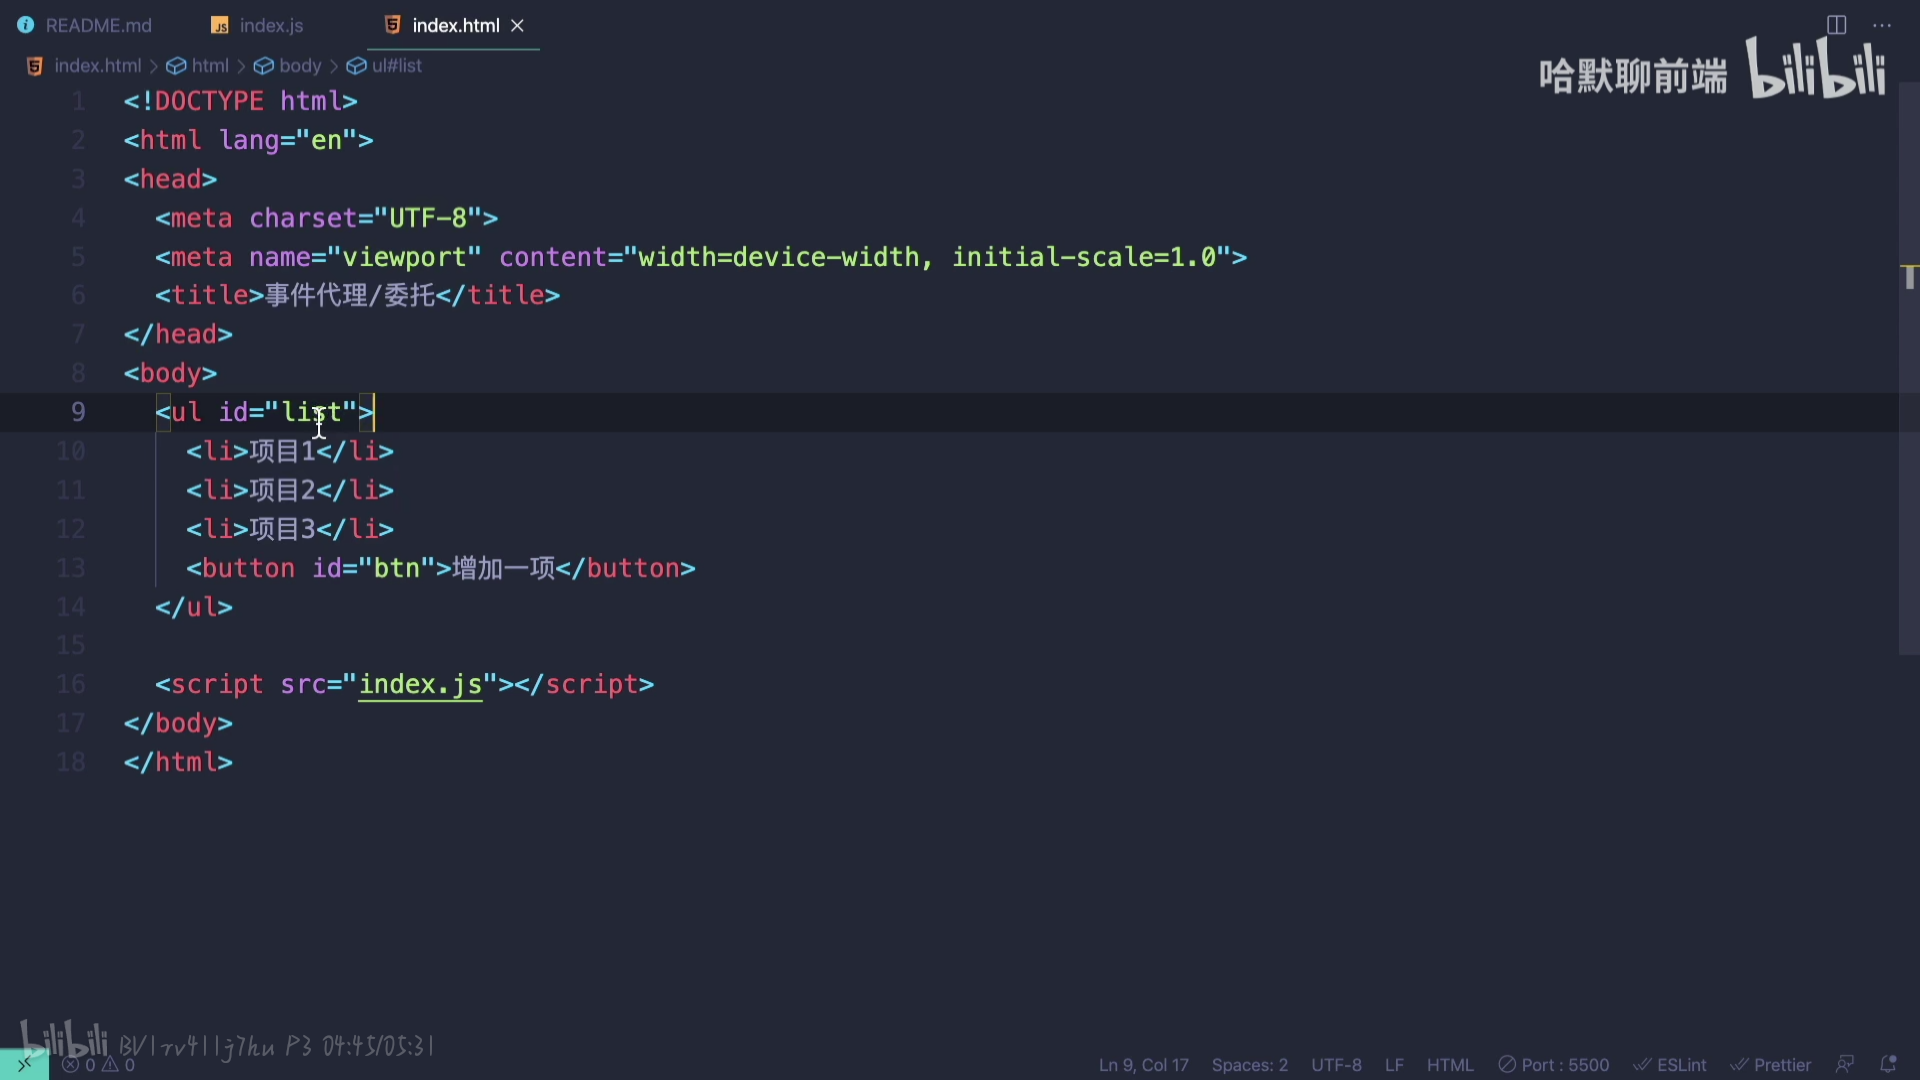 README.md index.js index.html
index.html > html > body > ul#list
哈默聊前端 bilibili
1 <!DOCTYPE html>
2 <html lang="en">
3 <head>
4 <meta charset="UTF-8">
5 <meta name="viewport" content="width=device-width, initial-scale=1.0">
6 <title>事件代理/委托</title>
7 </head>
8 <body>
9 <ul id="list">
10 <li>项目1</li>
11 <li>项目2</li>
12 <li>项目3</li>
13 <button id="btn">增加一项</button>
14 </ul>
15
16 <script src="index.js"></script>
17 </body>
18 </html>
bilibili BV1rv411j7hu P3 04:45/05:31
0 0 Ln 9, Col 17 Spaces: 2 UTF-8 LF HTML Port : 5500 ESLint Prettier